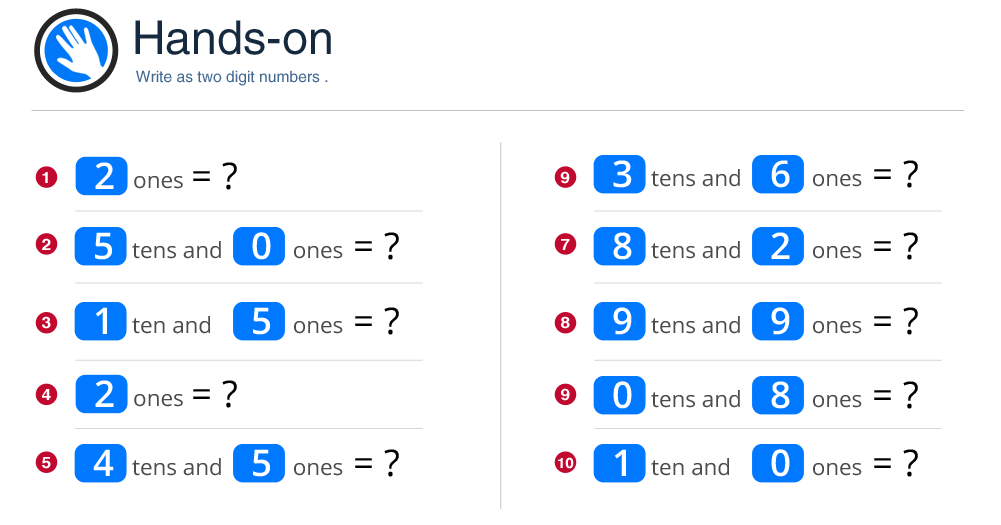 Hands-on
Write as two digit numbers .
1 2 ones = ?
2 5 tens and 0 ones = ?
3 1 ten and 5 ones = ?
4 2 ones = ?
5 4 tens and 5 ones = ?
9 3 tens and 6 ones = ?
7 8 tens and 2 ones = ?
8 9 tens and 9 ones = ?
9 0 tens and 8 ones = ?
10 1 ten and 0 ones = ?